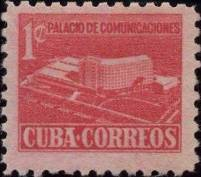 1¢ PALACIO DE COMUNICACIONES
CUBA·CORREOS